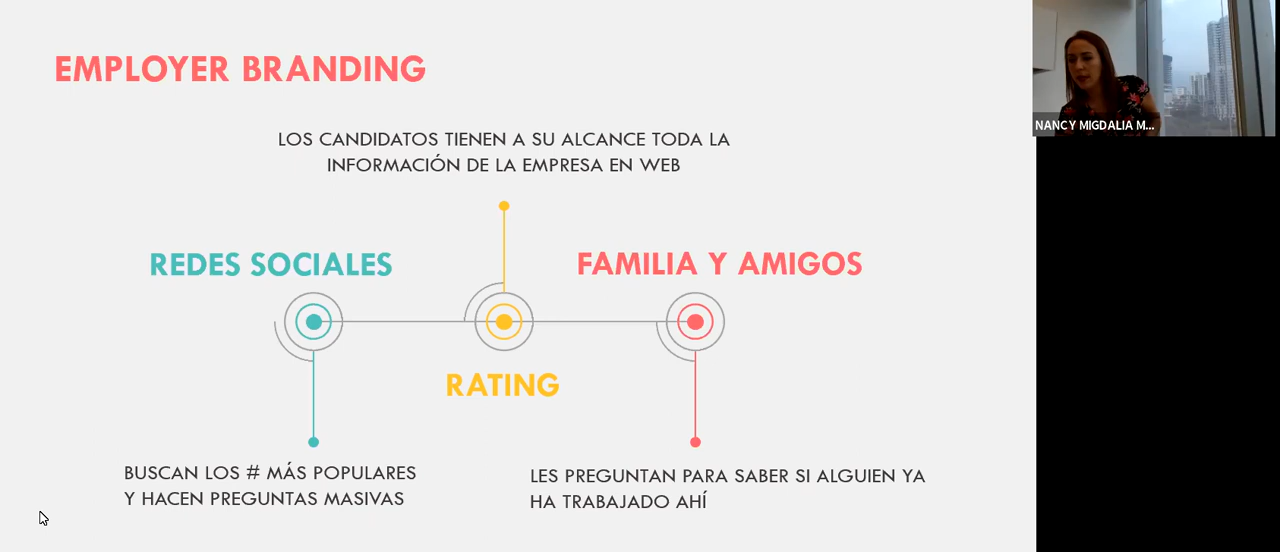 EMPLOYER BRANDING
LOS CANDIDATOS TIENEN A SU ALCANCE TODA LA
INFORMACIÓN DE LA EMPRESA EN WEB
REDES SOCIALES
FAMILIA Y AMIGOS
RATING
BUSCAN LOS # MÁS POPULARES
Y HACEN PREGUNTAS MASIVAS
LES PREGUNTAN PARA SABER SI ALGUIEN YA
HA TRABAJADO AHÍ
NANCY MIGDALIA M...